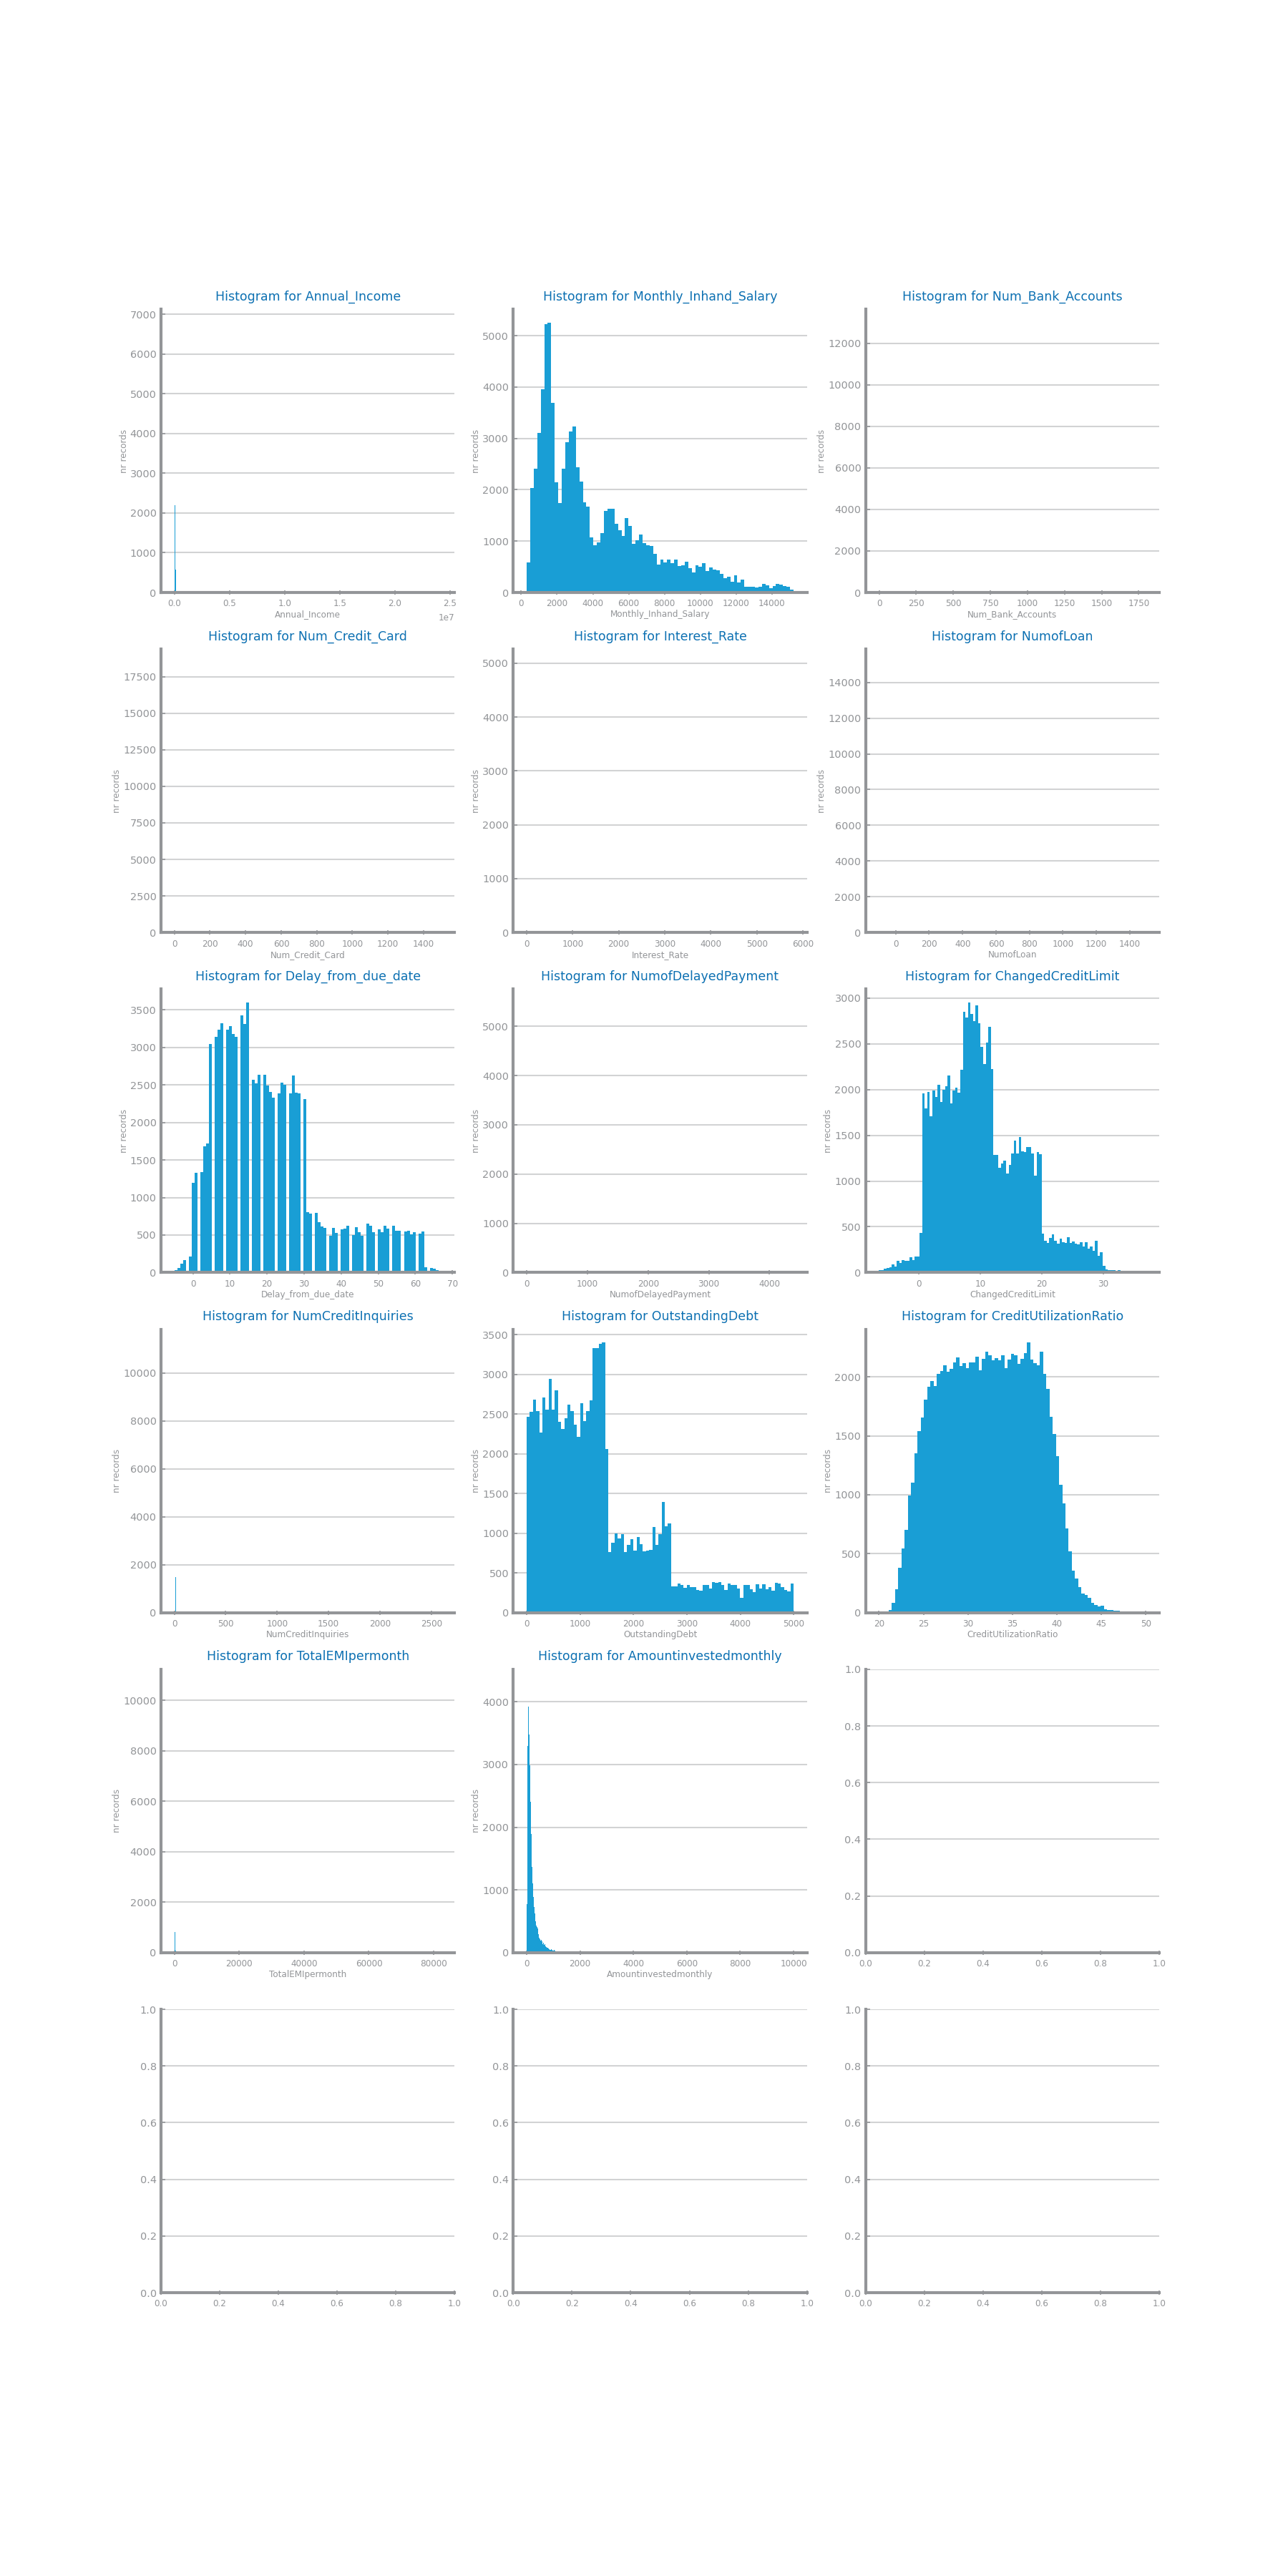 Histogram for Annual_Income
7000
6000
5000
4000
3000
2000
1000
0
nr records
0.0 0.5 1.0 1.5 2.0 2.5
Annual_Income
1e7
Histogram for Monthly_Inhand_Salary
5000
4000
3000
2000
1000
0
nr records
0 2000 4000 6000 8000 10000 12000 14000
Monthly_Inhand_Salary
Histogram for Num_Bank_Accounts
12000
10000
8000
6000
4000
2000
0
nr records
0 250 500 750 1000 1250 1500 1750
Num_Bank_Accounts
Histogram for Num_Credit_Card
17500
15000
12500
10000
7500
5000
2500
0
nr records
0 200 400 600 800 1000 1200 1400
Num_Credit_Card
Histogram for Interest_Rate
5000
4000
3000
2000
1000
0
nr records
0 1000 2000 3000 4000 5000 6000
Interest_Rate
Histogram for NumofLoan
14000
12000
10000
8000
6000
4000
2000
0
nr records
0 200 400 600 800 1000 1200 1400
NumofLoan
Histogram for Delay_from_due_date
3500
3000
2500
2000
1500
1000
500
0
nr records
0 10 20 30 40 50 60 70
Delay_from_due_date
Histogram for NumofDelayedPayment
5000
4000
3000
2000
1000
0
nr records
0 1000 2000 3000 4000
NumofDelayedPayment
Histogram for ChangedCreditLimit
3000
2500
2000
1500
1000
500
0
nr records
0 10 20 30
ChangedCreditLimit
Histogram for NumCreditInquiries
10000
8000
6000
4000
2000
0
nr records
0 500 1000 1500 2000 2500
NumCreditInquiries
Histogram for OutstandingDebt
3500
3000
2500
2000
1500
1000
500
0
nr records
0 1000 2000 3000 4000 5000
OutstandingDebt
Histogram for CreditUtilizationRatio
2000
1500
1000
500
0
nr records
20 25 30 35 40 45 50
CreditUtilizationRatio
Histogram for TotalEMIpermonth
10000
8000
6000
4000
2000
0
nr records
0 20000 40000 60000 80000
TotalEMIpermonth
Histogram for Amountinvestedmonthly
4000
3000
2000
1000
0
nr records
0 2000 4000 6000 8000 10000
Amountinvestedmonthly
1.0
0.8
0.6
0.4
0.2
0.0
0.0 0.2 0.4 0.6 0.8 1.0
1.0
0.8
0.6
0.4
0.2
0.0
0.0 0.2 0.4 0.6 0.8 1.0
1.0
0.8
0.6
0.4
0.2
0.0
0.0 0.2 0.4 0.6 0.8 1.0
1.0
0.8
0.6
0.4
0.2
0.0
0.0 0.2 0.4 0.6 0.8 1.0